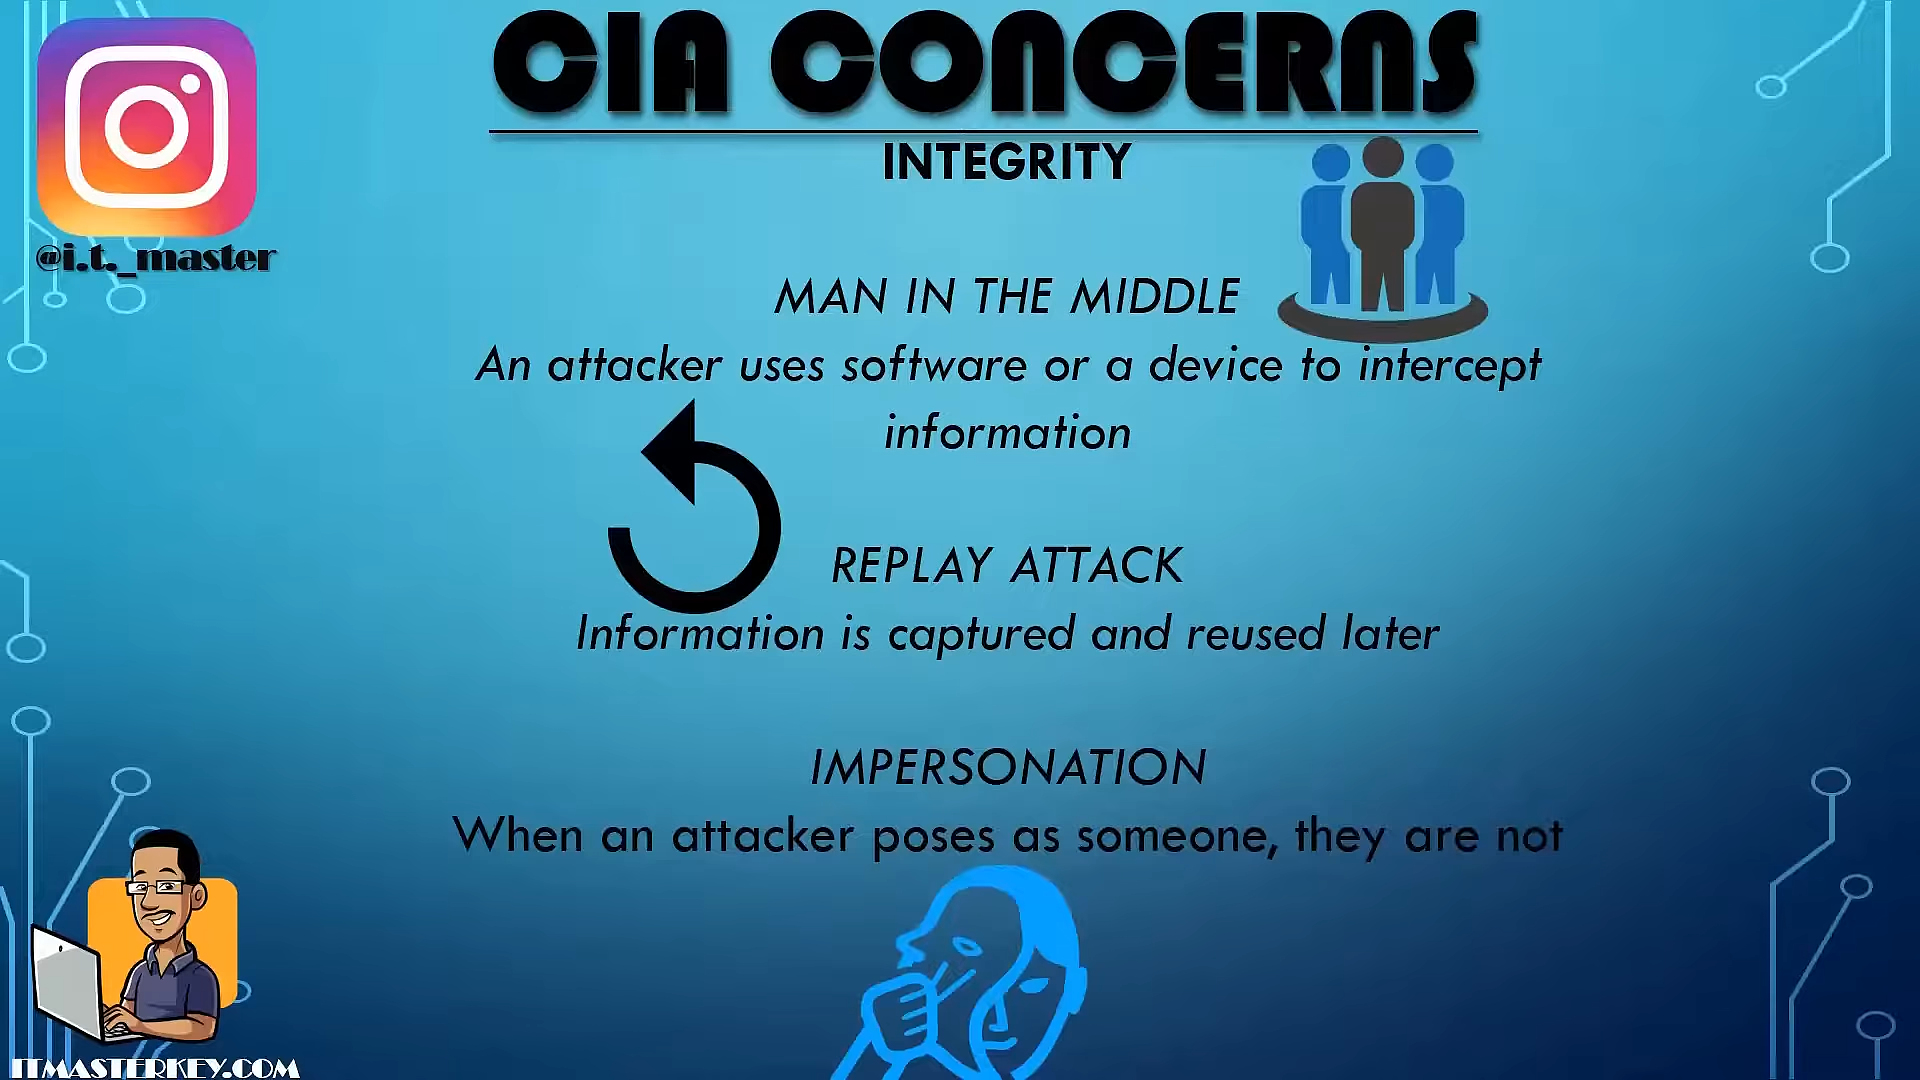 CIA CONCERNS
INTEGRITY
@i.t._master
MAN IN THE MIDDLE
An attacker uses software or a device to intercept
information
REPLAY ATTACK
Information is captured and reused later
IMPERSONATION
When an attacker poses as someone, they are not
ITMASTERKEY.COM